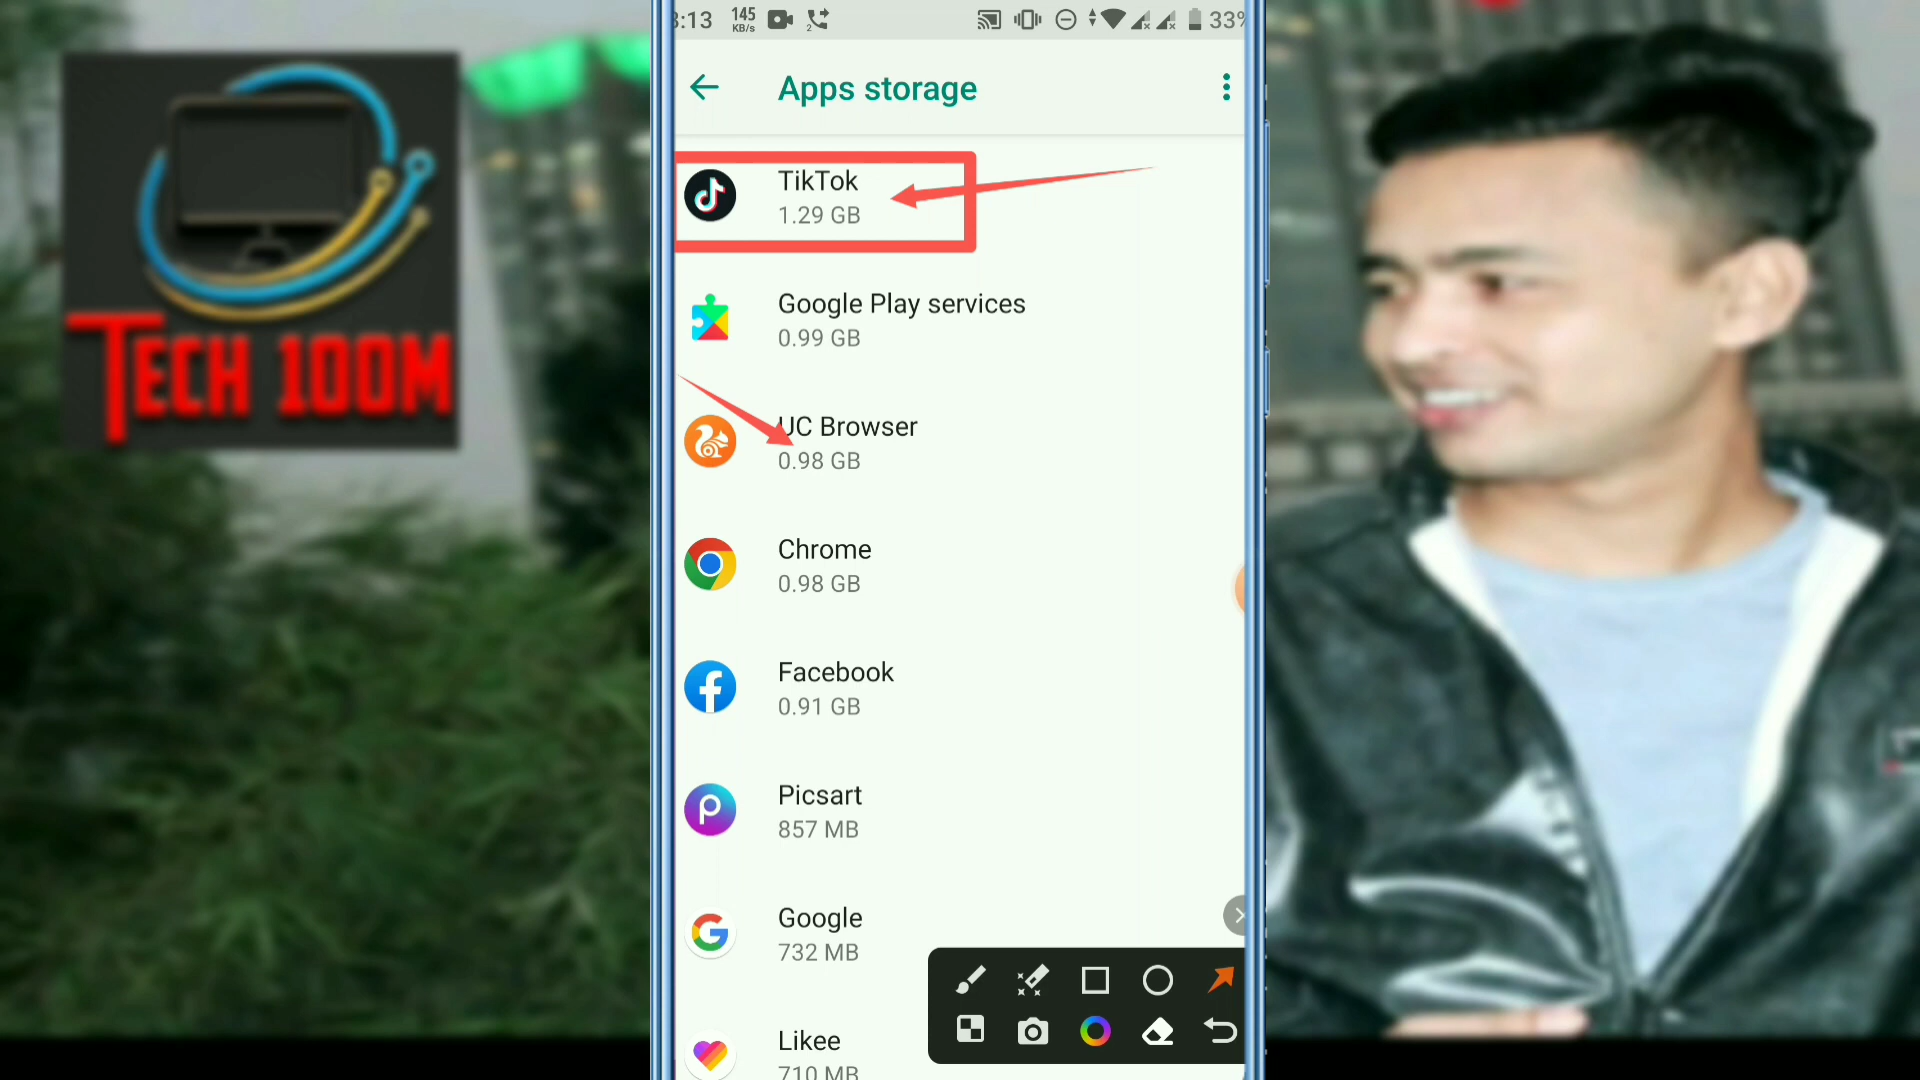 TECH 100M
:13
145
KB/s
2
33%
Apps storage
TikTok
1.29 GB
Google Play services
0.99 GB
UC Browser
0.98 GB
Chrome
0.98 GB
Facebook
0.91 GB
Picsart
857 MB
Google
732 MB
Likee
710 MB